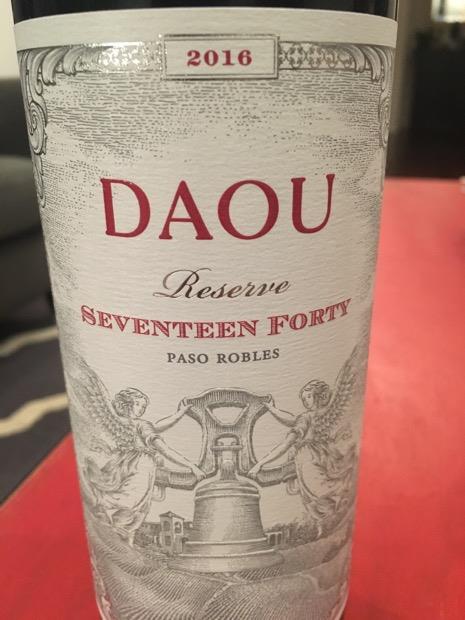 2016
DAOU
Reserve
SEVENTEEN FORTY
PASO ROBLES